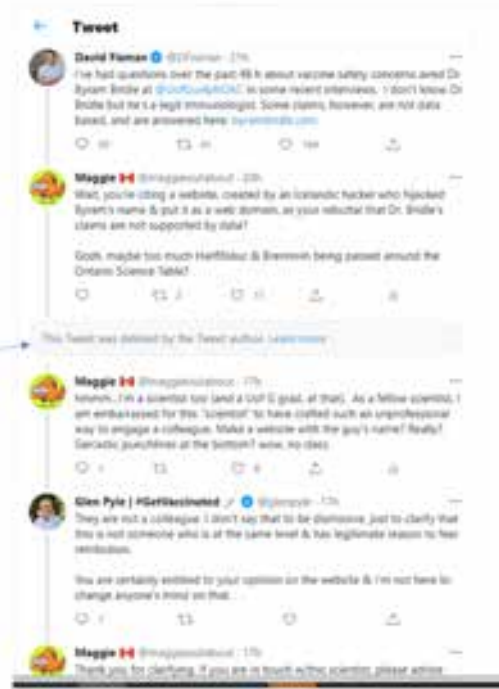 Tweet
David Fisman
I've had questions over the past 48 h about vaccine safety concerns aired Dr
Byram Bridle at in some recent interviews. I don't know Dr
Bridle but he's a legit immunologist. Some claims, however, are not data
based, and are answered here: byrambridle.com
Maggie
Wait, you're citing a website, created by an Icelandic hacker who hijacked
Byram's name & put it as a web domain, as your rebuttal that Dr. Bridle's
claims are not supported by data?
Gosh, maybe too much & Brennivin being passed around the
Ontario Science Table?
2
This Tweet was deleted by the Tweet author. Learn more
Maggie 17h
hmmm...I'm a scientist too (and a UofG grad, at that). As a fellow scientist, I
am embarrassed for this "scientist" to have crafted such an unprofessional
way to engage a colleague. Make a website with the guy's name? Really?
Sarcastic punchlines at the bottom? wow, no class.
Glen Pyle | #GetVaccinated 17h
They are not a colleague. I don't say that to be dismissive, just to clarify that
this is not someone who is at the same level & has legitimate reason to fear
retribution.
You are certainly entitled to your opinion on the website & I'm not here to
change anyone's mind on that.
Maggie 17h
Thank you for clarifying. If you are in touch w/this scientist, please advise